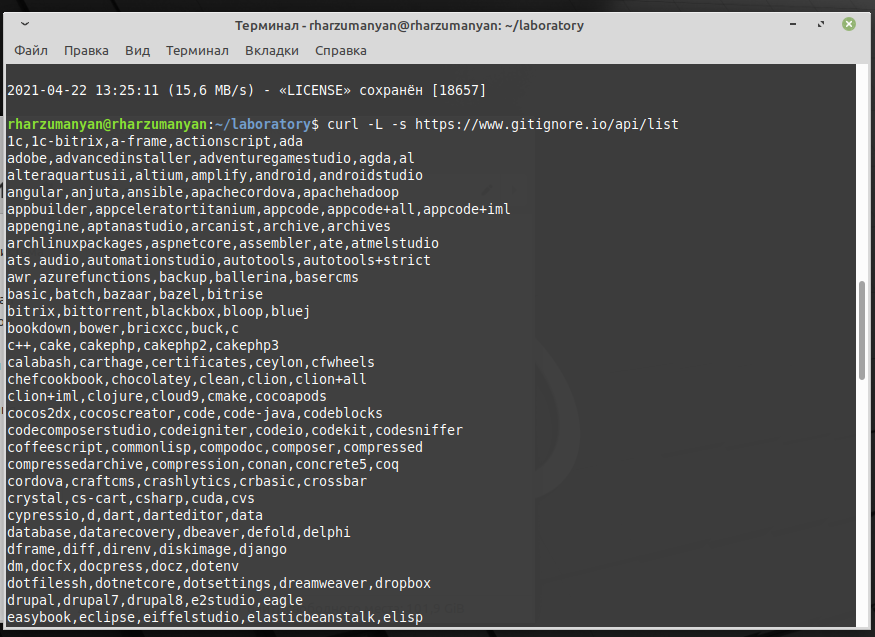 Терминал - rharzumanyan@rharzumanyan: ~/laboratory
Файл Правка Вид Терминал Вкладки Справка
2021-04-22 13:25:11 (15,6 MB/s) - «LICENSE» сохранён [18657]
rharzumanyan@rharzumanyan:~/laboratory$ curl -L -s https://www.gitignore.io/api/list
1c,1c-bitrix,a-frame,actionscript,ada
adobe,advancedinstaller,adventuregamestudio,agda,al
alteraquartusii,altium,amplify,android,androidstudio
angular,anjuta,ansible,apachecordova,apachehadoop
appbuilder,appceleratortitanium,appcode,appcode+all,appcode+iml
appengine,aptanastudio,arcanist,archive,archives
archlinuxpackages,aspnetcore,assembler,ate,atmelstudio
ats,audio,automationstudio,autotools,autotools+strict
awr,azurefunctions,backup,ballerina,basercms
basic,batch,bazaar,bazel,bitrise
bitrix,bittorrent,blackbox,bloop,bluej
bookdown,bower,bricxcc,buck,c
c++,cake,cakephp,cakephp2,cakephp3
calabash,carthage,certificates,ceylon,cfwheels
chefcookbook,chocolatey,clean,clion,clion+all
clion+iml,clojure,cloud9,cmake,cocoapods
cocos2dx,cocoscreator,code,code-java,codeblocks
codecomposerstudio,codeigniter,codeio,codekit,codesniffer
coffeescript,commonlisp,compodoc,composer,compressed
compressedarchive,compression,conan,concrete5,coq
cordova,craftcms,crashlytics,crbasic,crossbar
crystal,cs-cart,csharp,cuda,cvs
cypressio,d,dart,darteditor,data
database,datarecovery,dbeaver,defold,delphi
dframe,diff,direnv,diskimage,django
dm,docfx,docpress,docz,dotenv
dotfilessh,dotnetcore,dotsettings,dreamweaver,dropbox
drupal,drupal7,drupal8,e2studio,eagle
easybook,eclipse,eiffelstudio,elasticbeanstalk,elisp